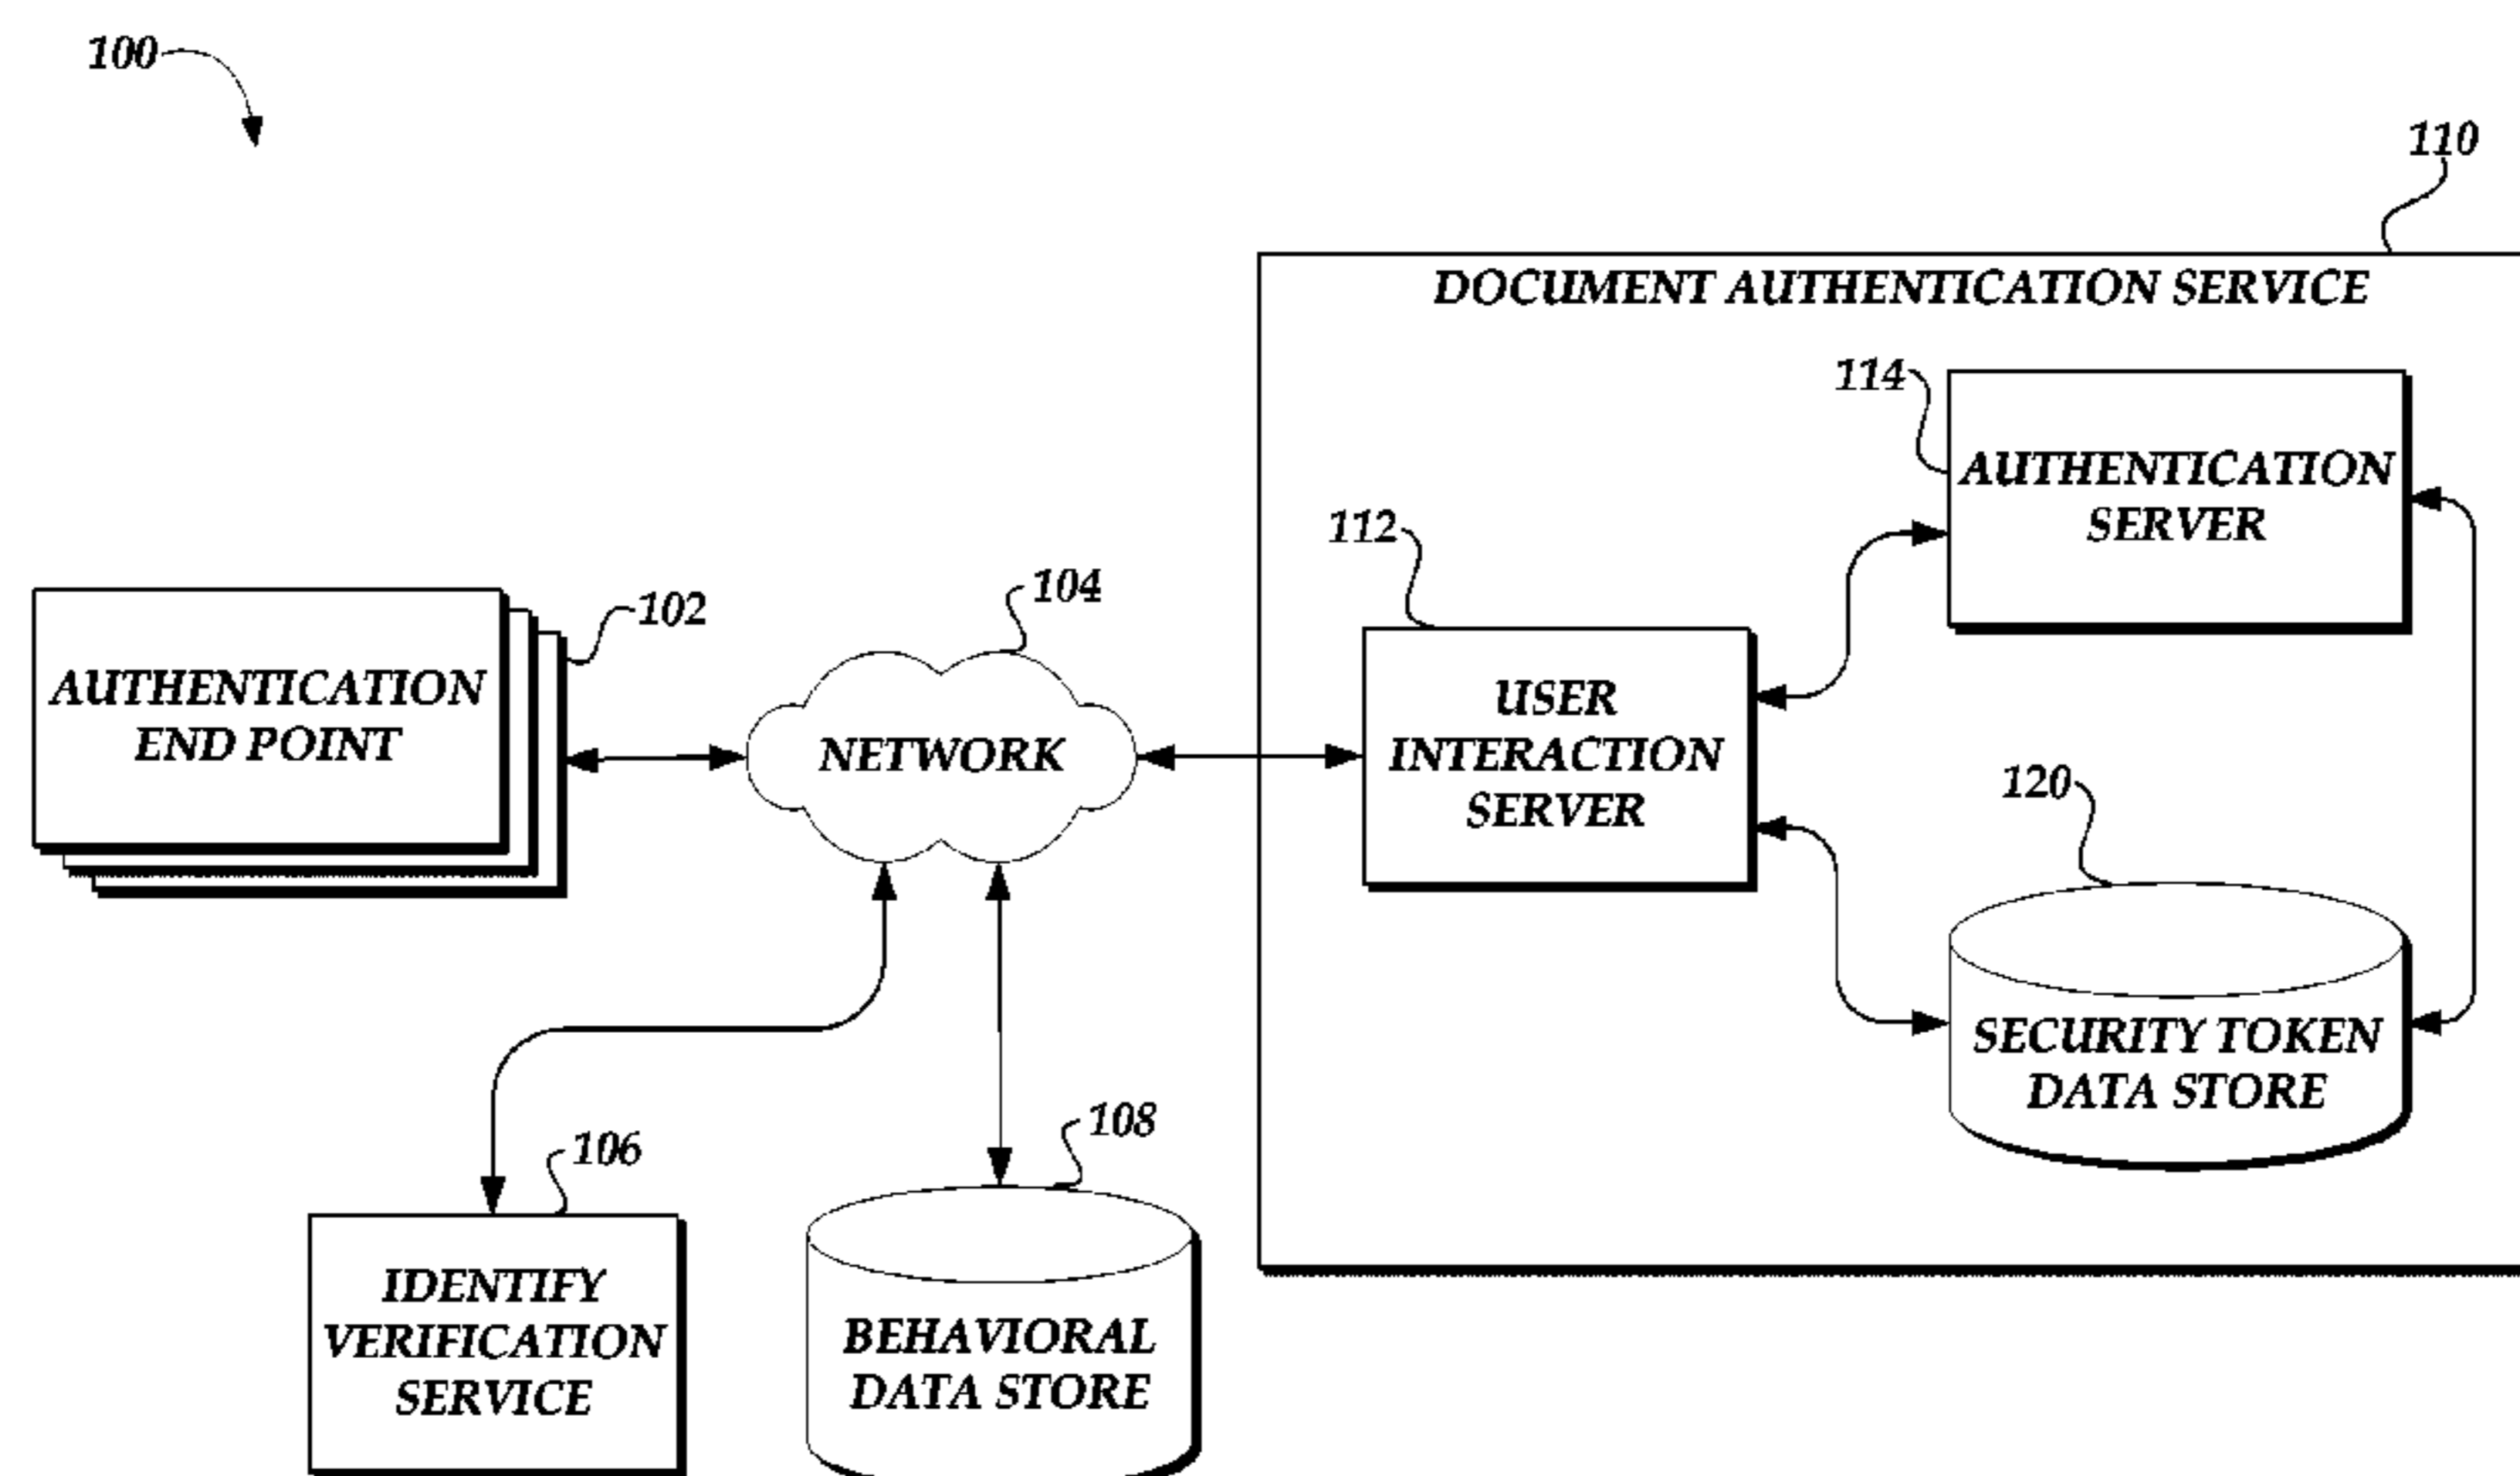 100
110
DOCUMENT AUTHENTICATION SERVICE
114
AUTHENTICATION
SERVER
112
USER
INTERACTION
SERVER
102
AUTHENTICATION
END POINT
104
NETWORK
120
SECURITY TOKEN
DATA STORE
106
IDENTIFY
VERIFICATION
SERVICE
108
BEHAVIORAL
DATA STORE